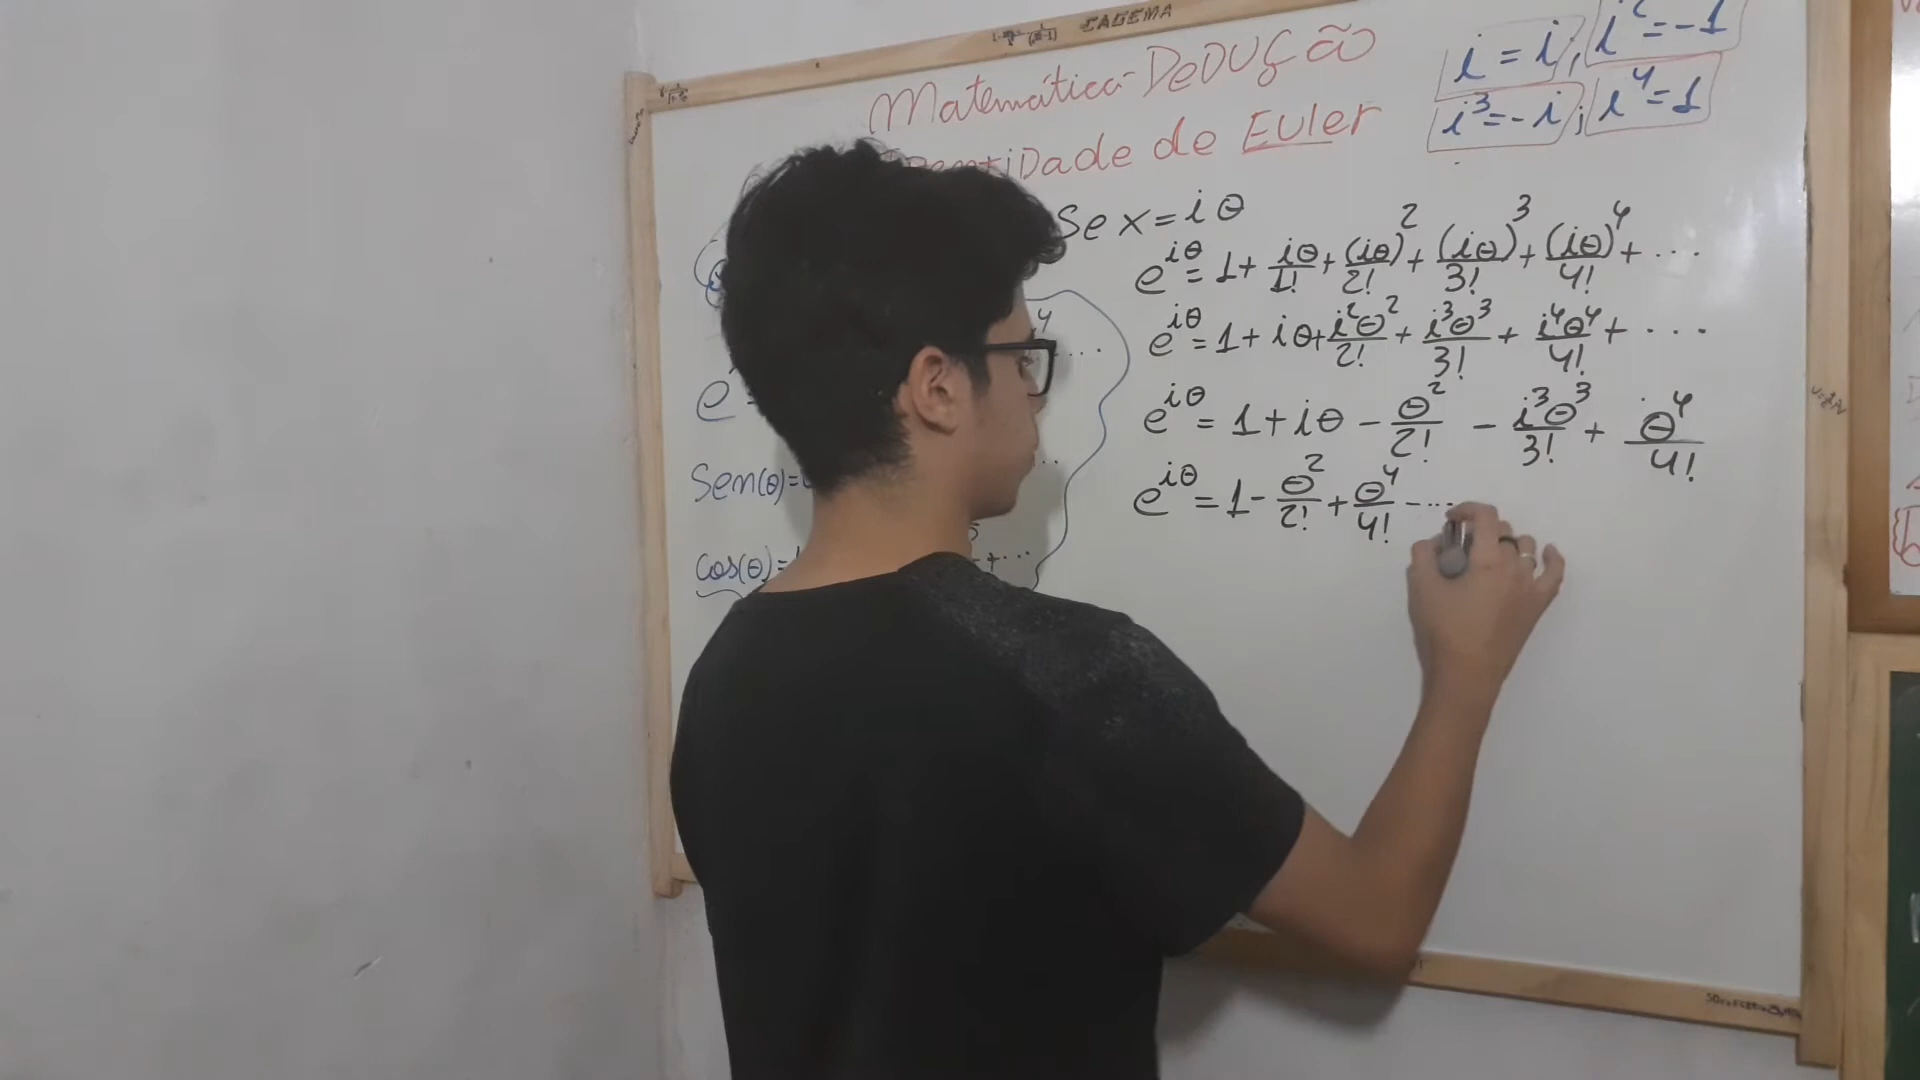 SAGEMA
Matemática - DeDUção
Identidade de Euler
i = i ; i² = -1
i³ = -i ; i⁴ = 1
Se x = iθ
e^{iθ} = 1 + iθ/1! + (iθ)²/2! + (iθ)³/3! + (iθ)⁴/4! + ...
e^{iθ} = 1 + iθ + i²θ²/2! + i³θ³/3! + i⁴θ⁴/4! + ...
e^{iθ} = 1 + iθ - θ²/2! - i³θ³/3! + θ⁴/4!
e^{iθ} = 1 - θ²/2! + θ⁴/4! - ...
e
Sen(θ) =
Cos(θ) = + ...